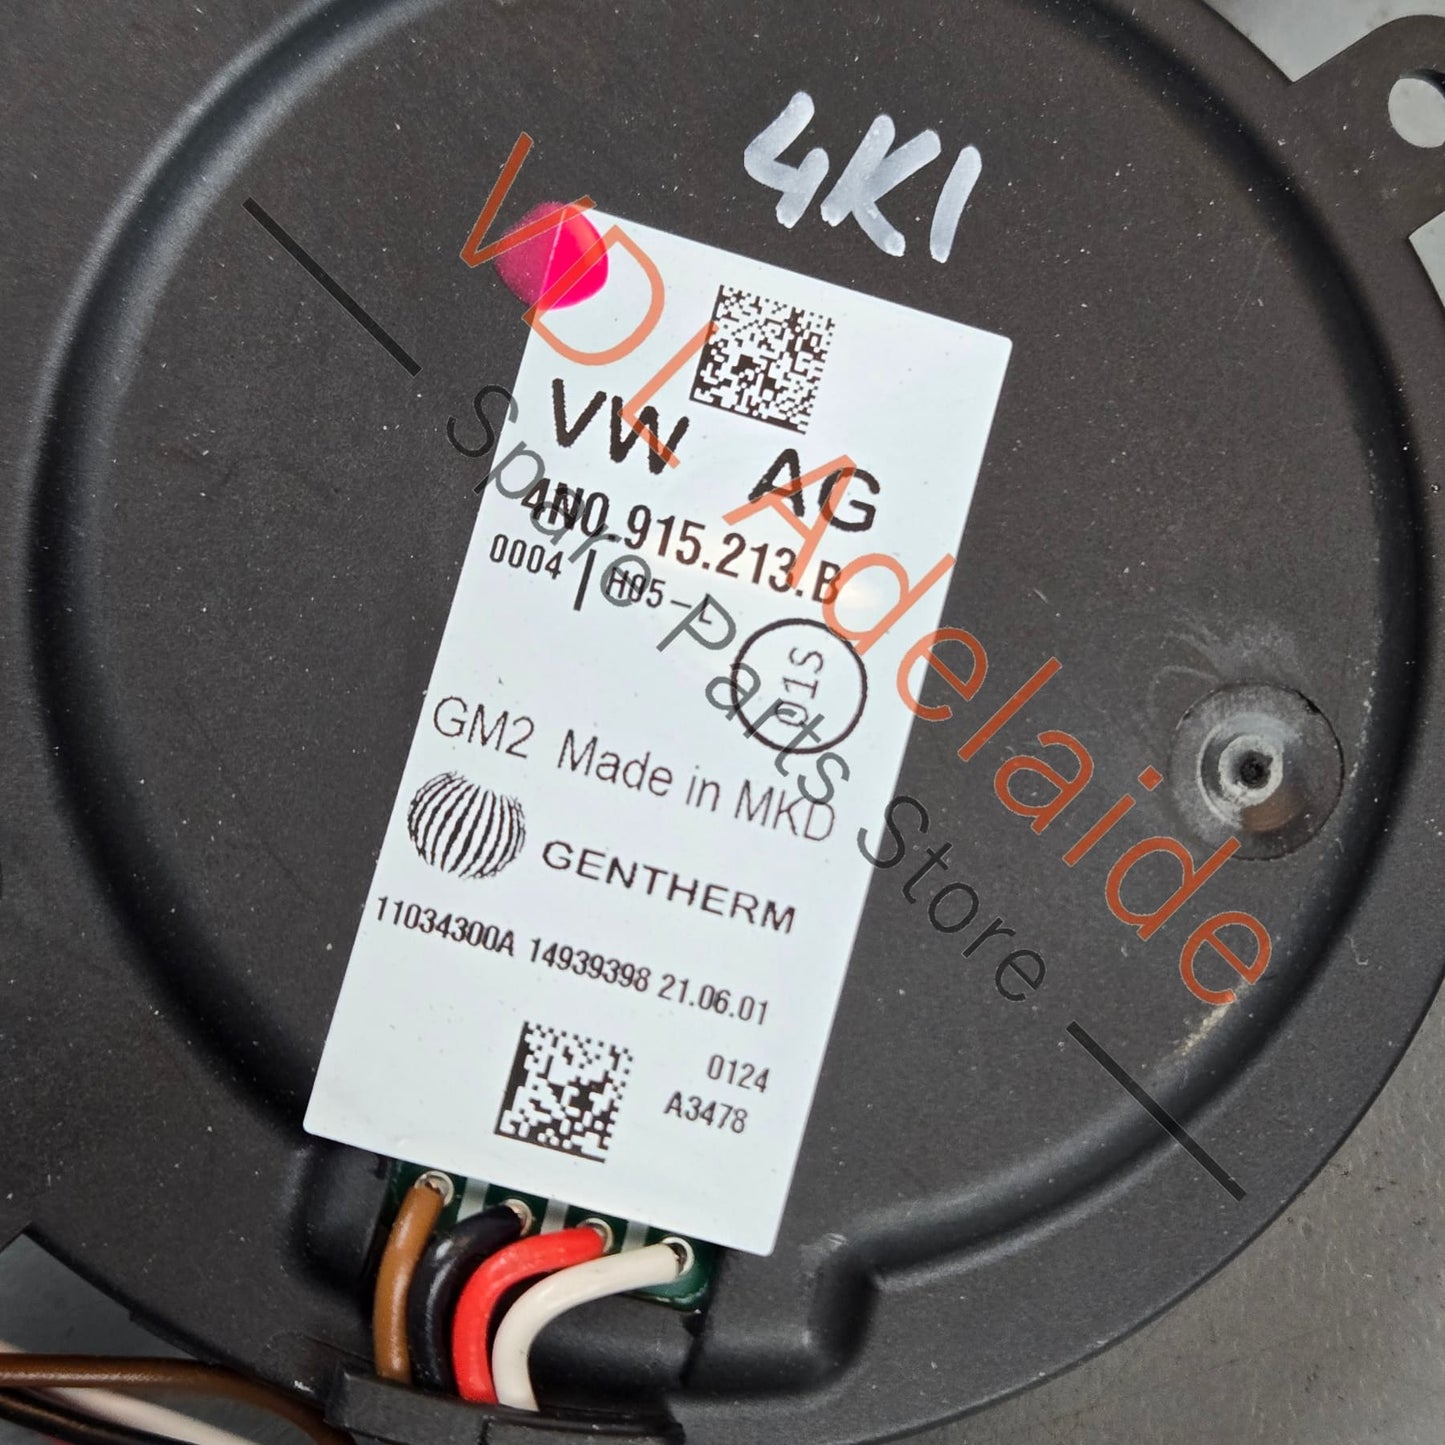 4K1
VW AG
4N0.915.213.B
0004 | H05-L
01S
GM2 Made in MKD
GENTHERM
11034300A 14939398 21.06.01
0124
A3478
VDL Adelaide
Spare Parts Store